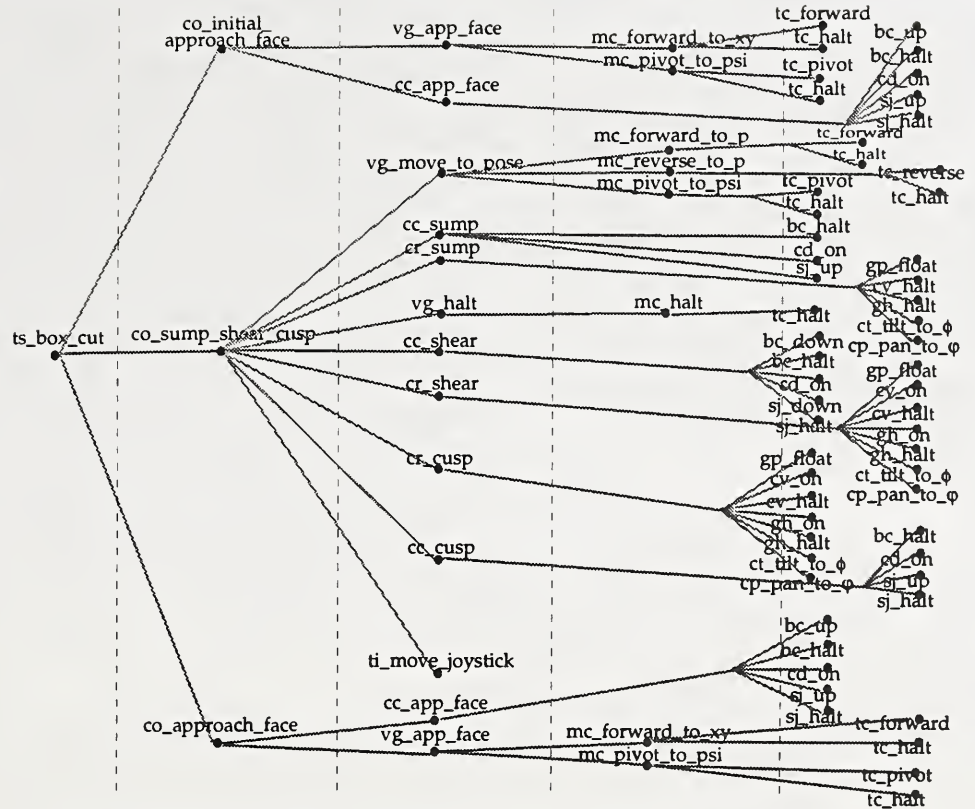 ts_box_cut
co_initial_
approach_face
vg_app_face
mc_forward_to_xy
tc_forward
tc_halt
mc_pivot_to_psi
tc_pivot
tc_halt
cc_app_face
bc_up
bc_halt
cd_on
sj_up
sj_halt
co_sump_shear_cusp
vg_move_to_pose
mc_forward_to_p
tc_forward
tc_halt
mc_reverse_to_p
tc_reverse
tc_halt
mc_pivot_to_psi
tc_pivot
tc_halt
cc_sump
bc_halt
cd_on
sj_up
cr_sump
gp_float
cv_halt
gh_halt
ct_tilt_to_ϕ
cp_pan_to_φ
vg_halt
mc_halt
tc_halt
cc_shear
bc_down
bc_halt
cd_on
sj_down
sj_halt
cr_shear
gp_float
cv_on
cv_halt
gh_on
gh_halt
ct_tilt_to_ϕ
cp_pan_to_φ
cr_cusp
gp_float
cv_on
cv_halt
gh_on
gh_halt
ct_tilt_to_ϕ
cp_pan_to_φ
cc_cusp
bc_halt
cd_on
sj_up
sj_halt
ti_move_joystick
co_approach_face
cc_app_face
bc_up
bc_halt
cd_on
sj_up
sj_halt
vg_app_face
mc_forward_to_xy
tc_forward
tc_halt
mc_pivot_to_psi
tc_pivot
tc_halt